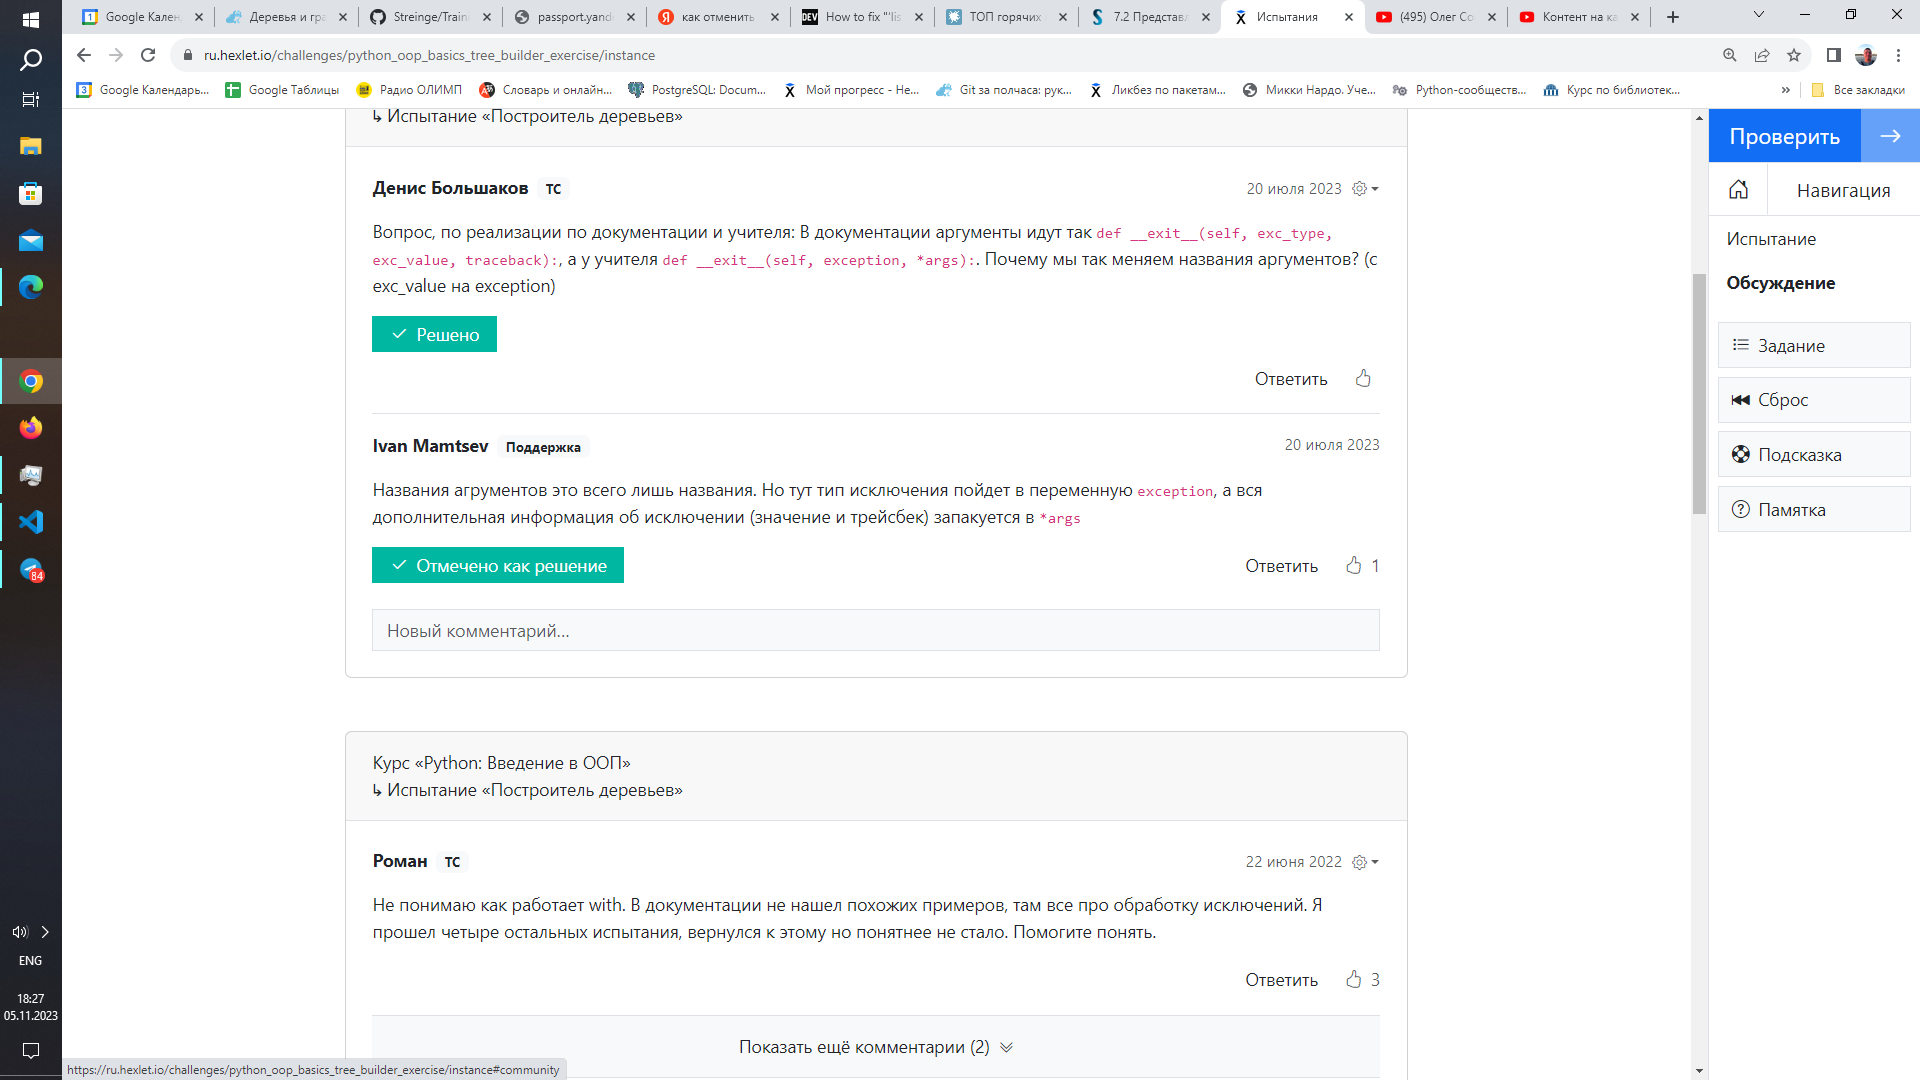 Google Кален
Деревья и гра
Streinge/Train
passport.yand
как отменить
How to fix "'lis
ТОП горячих
7.2 Представл
Испытания
(495) Олег Со
Контент на ка
ru.hexlet.io/challenges/python_oop_basics_tree_builder_exercise/instance
Google Календарь...
Google Таблицы
Радио ОЛИМП
Словарь и онлайн...
PostgreSQL: Docum...
Мой прогресс - Не...
Git за полчаса: рук...
Ликбез по пакетам...
Микки Нардо. Уче...
Python-сообществ...
Курс по библиотек...
»
Все закладки
↳ Испытание «Построитель деревьев»
Денис Большаков ТС 20 июля 2023
Вопрос, по реализации по документации и учителя: В документации аргументы идут так def __exit__(self, exc_type,
exc_value, traceback):, а у учителя def __exit__(self, exception, *args):. Почему мы так меняем названия аргументов? (с
exc_value на exception)
Решено
Ответить
Ivan Mamtsev Поддержка 20 июля 2023
Названия агрументов это всего лишь названия. Но тут тип исключения пойдет в переменную exception, а вся
дополнительная информация об исключении (значение и трейсбек) запакуется в *args
Отмечено как решение
Ответить 1
Новый комментарий...
Курс «Python: Введение в ООП»
↳ Испытание «Построитель деревьев»
Роман ТС 22 июня 2022
Не понимаю как работает with. В документации не нашел похожих примеров, там все про обработку исключений. Я
прошел четыре остальных испытания, вернулся к этому но понятнее не стало. Помогите понять.
Ответить 3
Показать ещё комментарии (2)
Проверить
Навигация
Испытание
Обсуждение
Задание
Сброс
Подсказка
Памятка
84
ENG
18:27
05.11.2023
https://ru.hexlet.io/challenges/python_oop_basics_tree_builder_exercise/instance#community